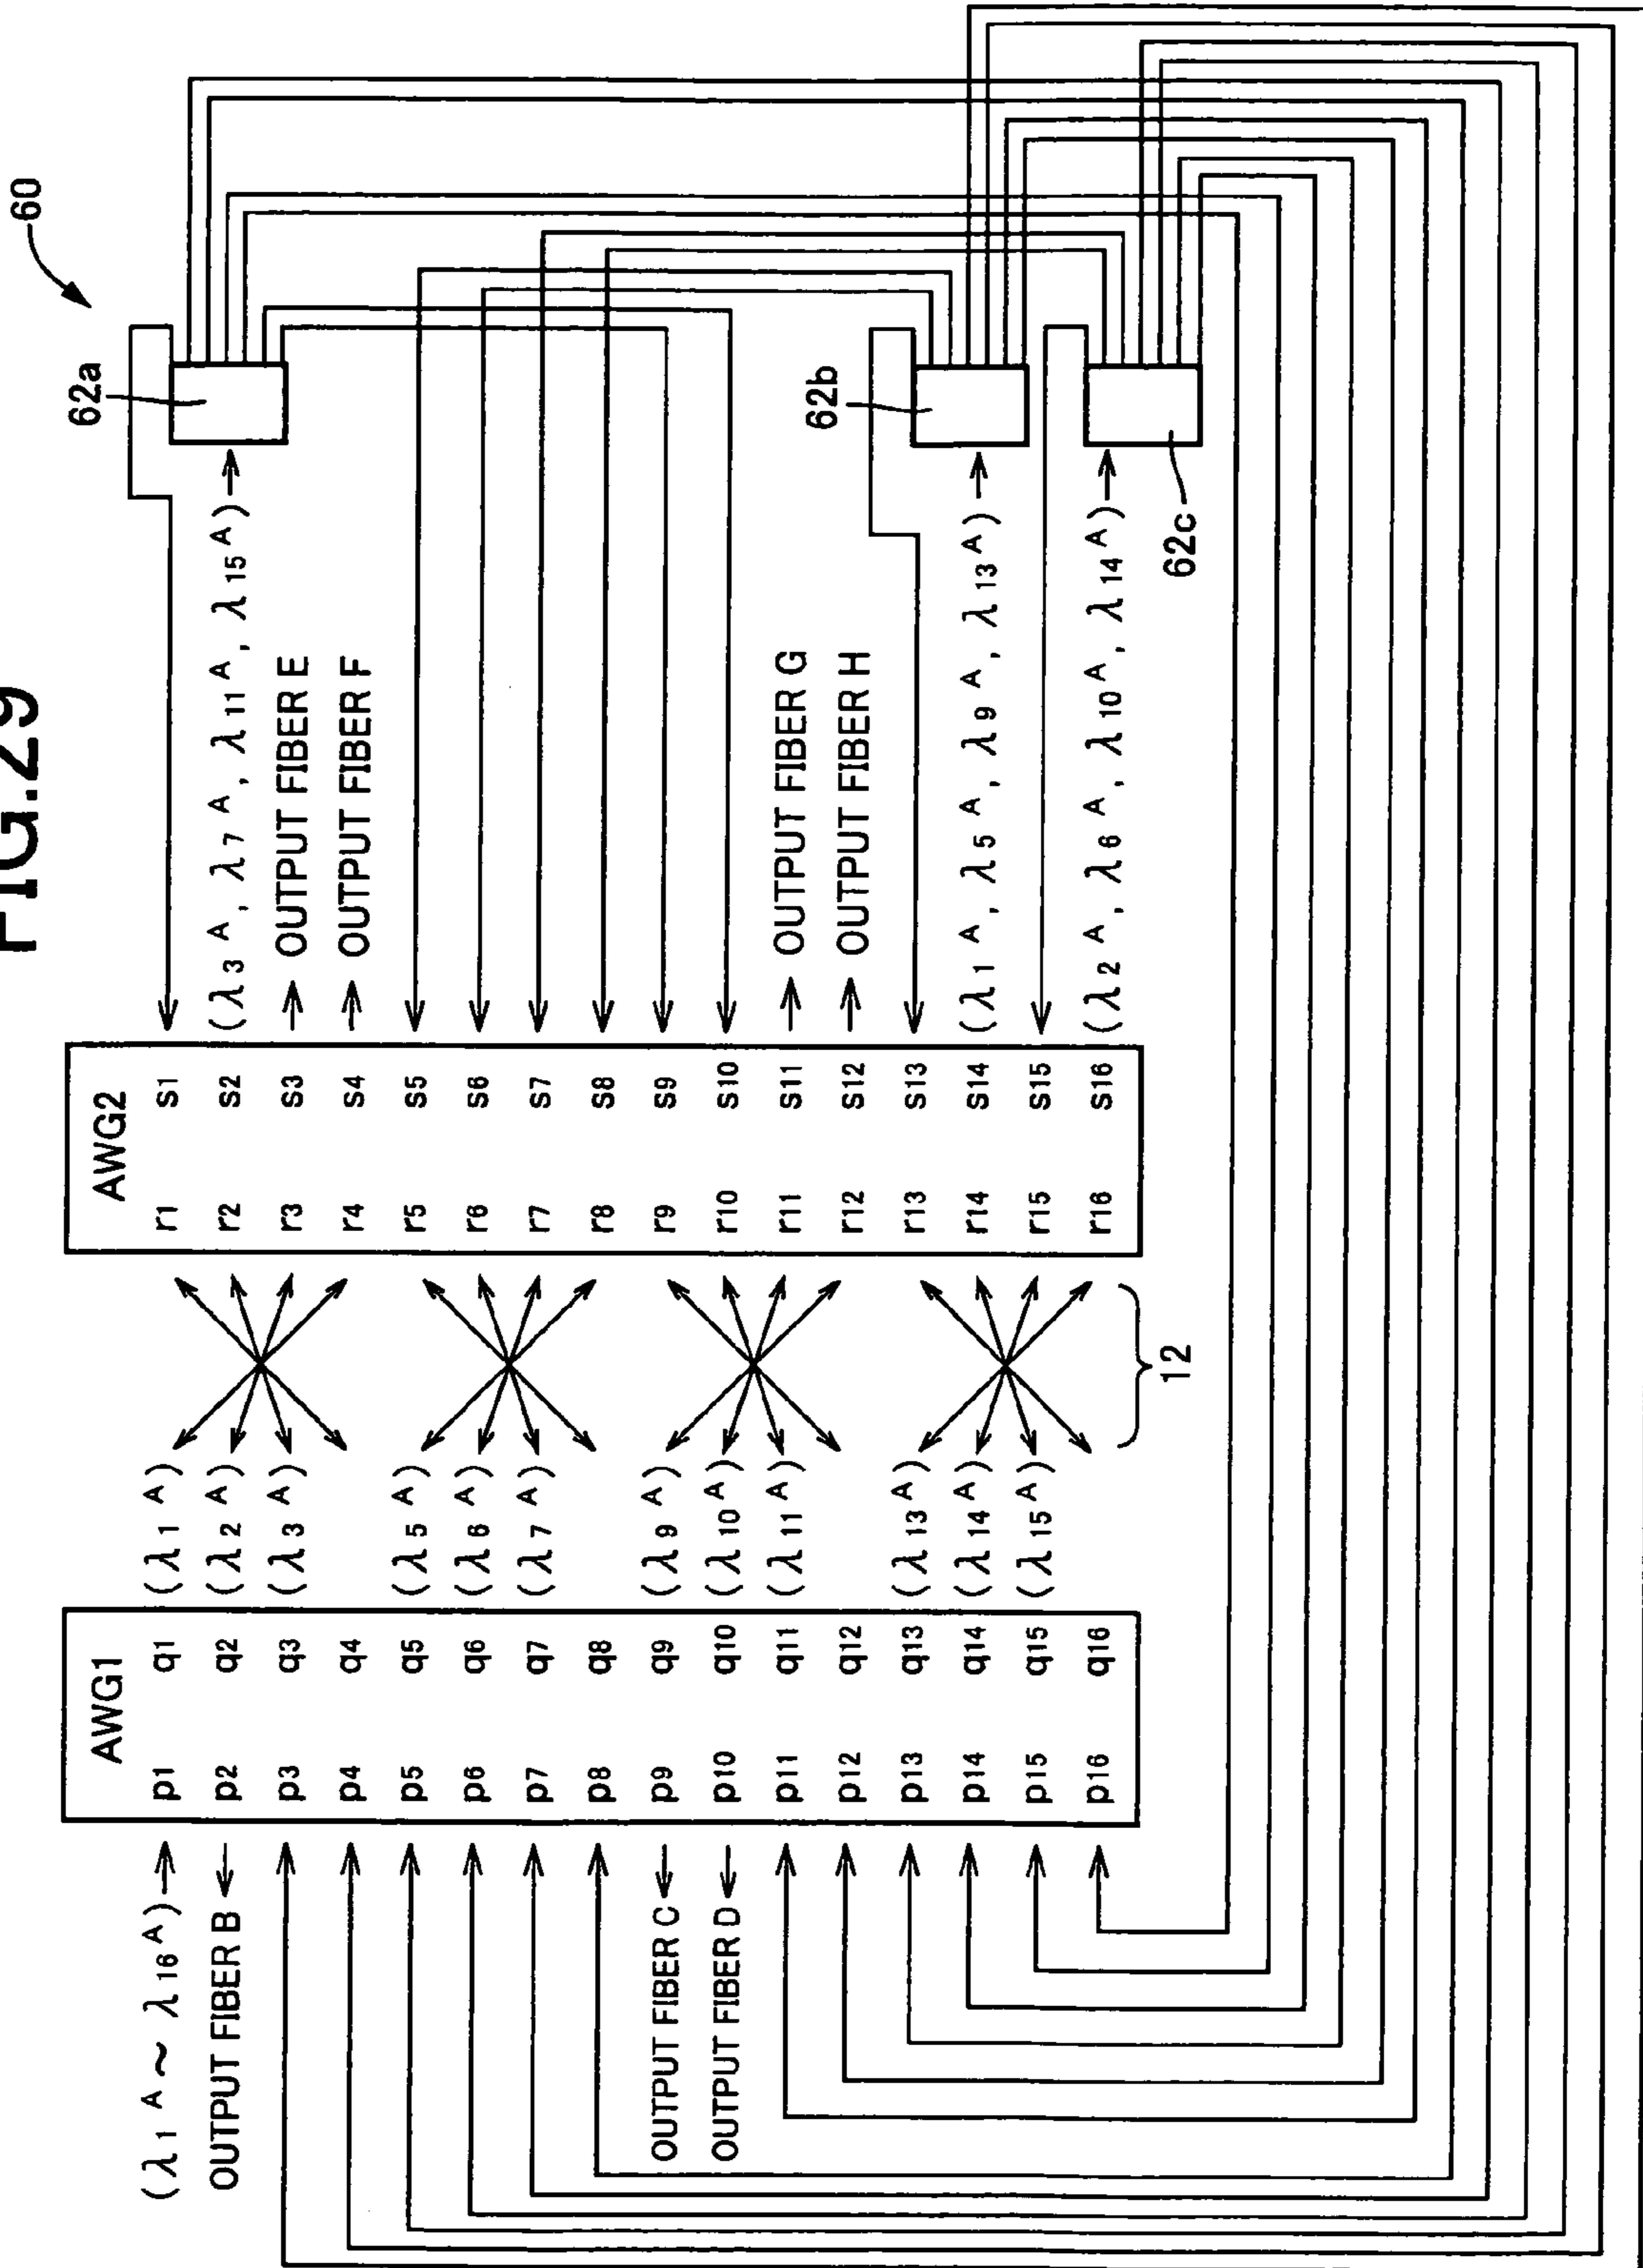 FIG.29
60
62a
62b
62c
(λ1A ~ λ16A)
OUTPUT FIBER B
OUTPUT FIBER C
OUTPUT FIBER D
AWG1
p1 q1 (λ1A)
p2 q2 (λ2A)
p3 q3 (λ3A)
p4 q4
p5 q5 (λ5A)
p6 q6 (λ6A)
p7 q7 (λ7A)
p8 q8
p9 q9 (λ9A)
p10 q10 (λ10A)
p11 q11 (λ11A)
p12 q12
p13 q13 (λ13A)
p14 q14 (λ14A)
p15 q15 (λ15A)
p16 q16
12
AWG2
r1 s1
r2 s2 (λ3A, λ7A, λ11A, λ15A)
r3 s3 OUTPUT FIBER E
r4 s4 OUTPUT FIBER F
r5 s5
r6 s6
r7 s7
r8 s8
r9 s9
r10 s10
r11 s11 OUTPUT FIBER G
r12 s12 OUTPUT FIBER H
r13 s13
r14 s14 (λ1A, λ5A, λ9A, λ13A)
r15 s15
r16 s16 (λ2A, λ6A, λ10A, λ14A)